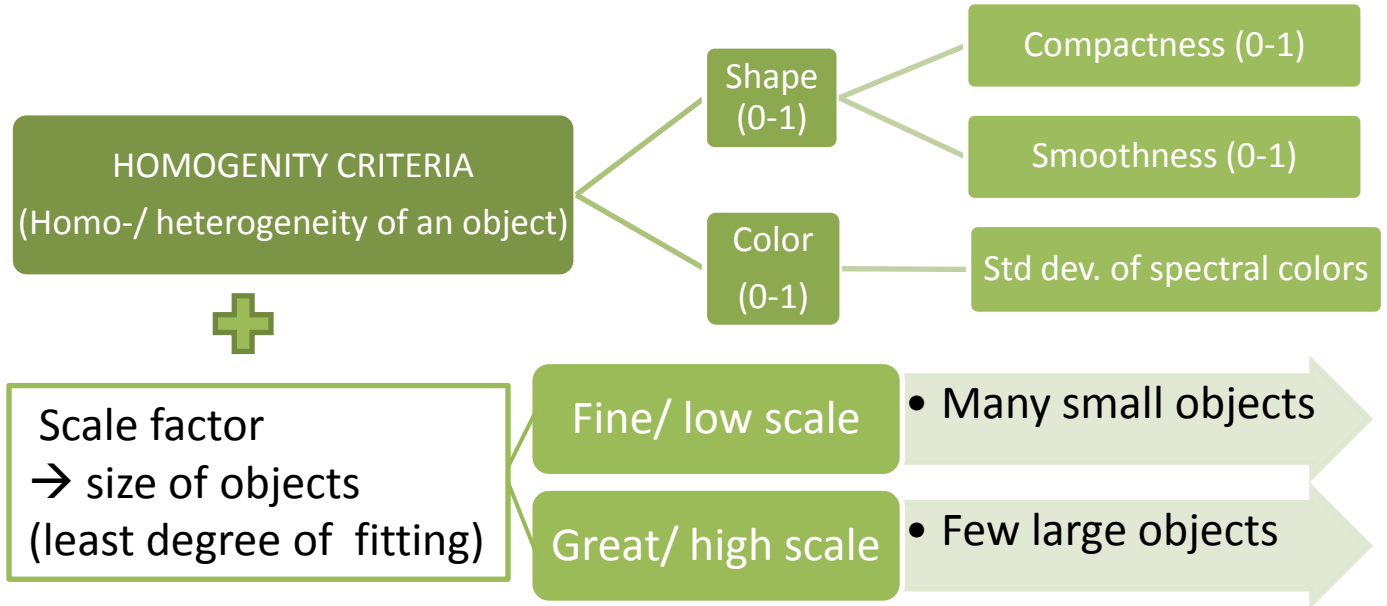 HOMOGENITY CRITERIA
(Homo-/ heterogeneity of an object)
Shape
(0-1)
Compactness (0-1)
Smoothness (0-1)
Color
(0-1)
Std dev. of spectral colors
Scale factor
→ size of objects
(least degree of fitting)
Fine/ low scale
• Many small objects
Great/ high scale
• Few large objects